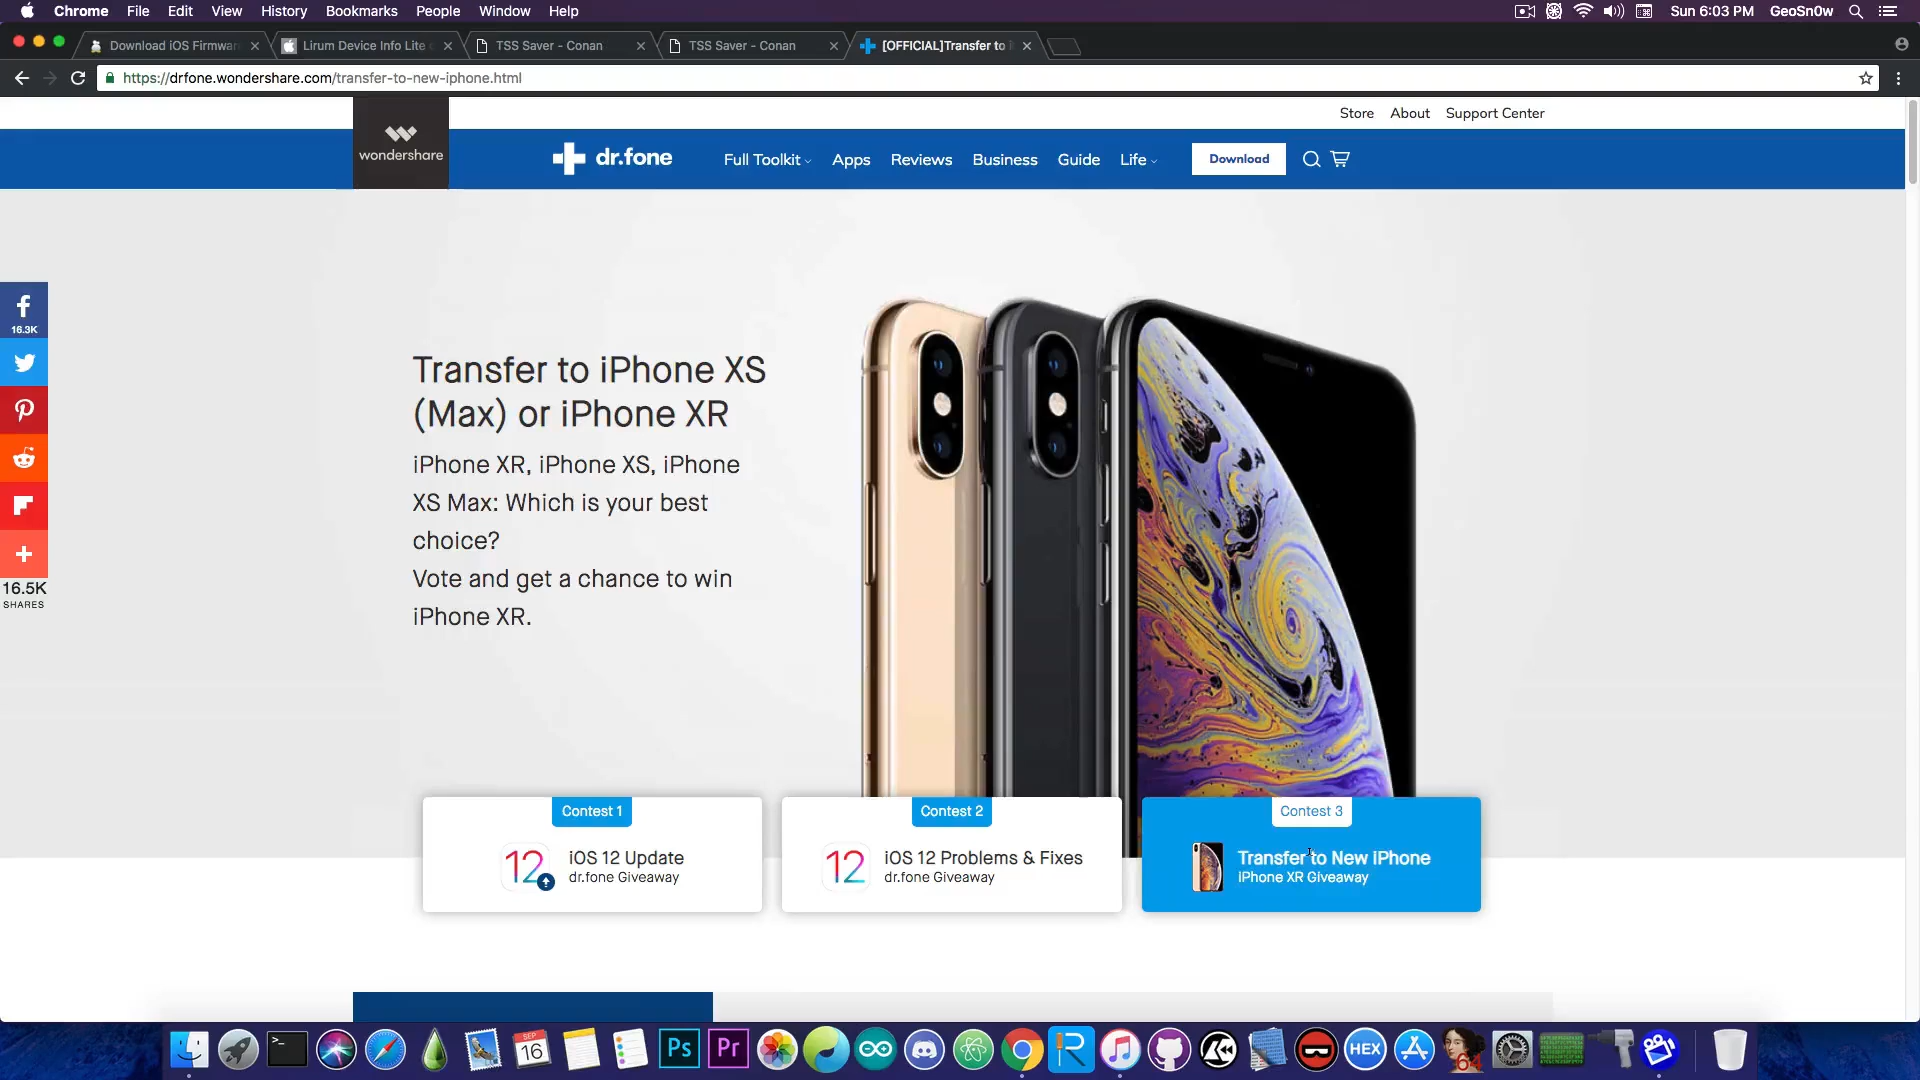 Chrome File Edit View History Bookmarks People Window Help
Sun 6:03 PM GeoSn0w
Download iOS Firmwar
Lirum Device Info Lite
TSS Saver - Conan
TSS Saver - Conan
[OFFICIAL]Transfer to
https://drfone.wondershare.com/transfer-to-new-iphone.html
Store About Support Center
wondershare
dr.fone
Full Toolkit Apps Reviews Business Guide Life
Download
16.3K
16.5K
SHARES
Transfer to iPhone XS
(Max) or iPhone XR
iPhone XR, iPhone XS, iPhone
XS Max: Which is your best
choice?
Vote and get a chance to win
iPhone XR.
Contest 1
12
iOS 12 Update
dr.fone Giveaway
Contest 2
12
iOS 12 Problems & Fixes
dr.fone Giveaway
Contest 3
Transfer to New iPhone
iPhone XR Giveaway
SEP
16
Ps
Pr
HEX
64